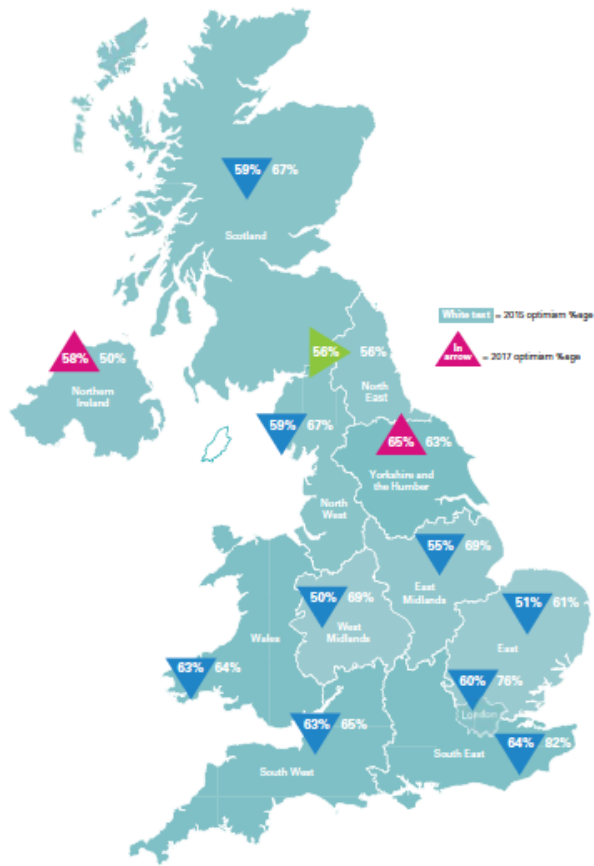 59% 67%
Scotland
White text = 2015 optimism %age
In
arrow = 2017 optimism %age
58% 50%
Northern
Ireland
56% 56%
North
East
59% 67%
65% 63%
Yorkshire and
the Humber
North
West
55% 69%
East
Midlands
50% 69%
West
Midlands
51% 61%
East
Wales
63% 64%
60% 76%
London
63% 65%
64% 82%
South East
South West